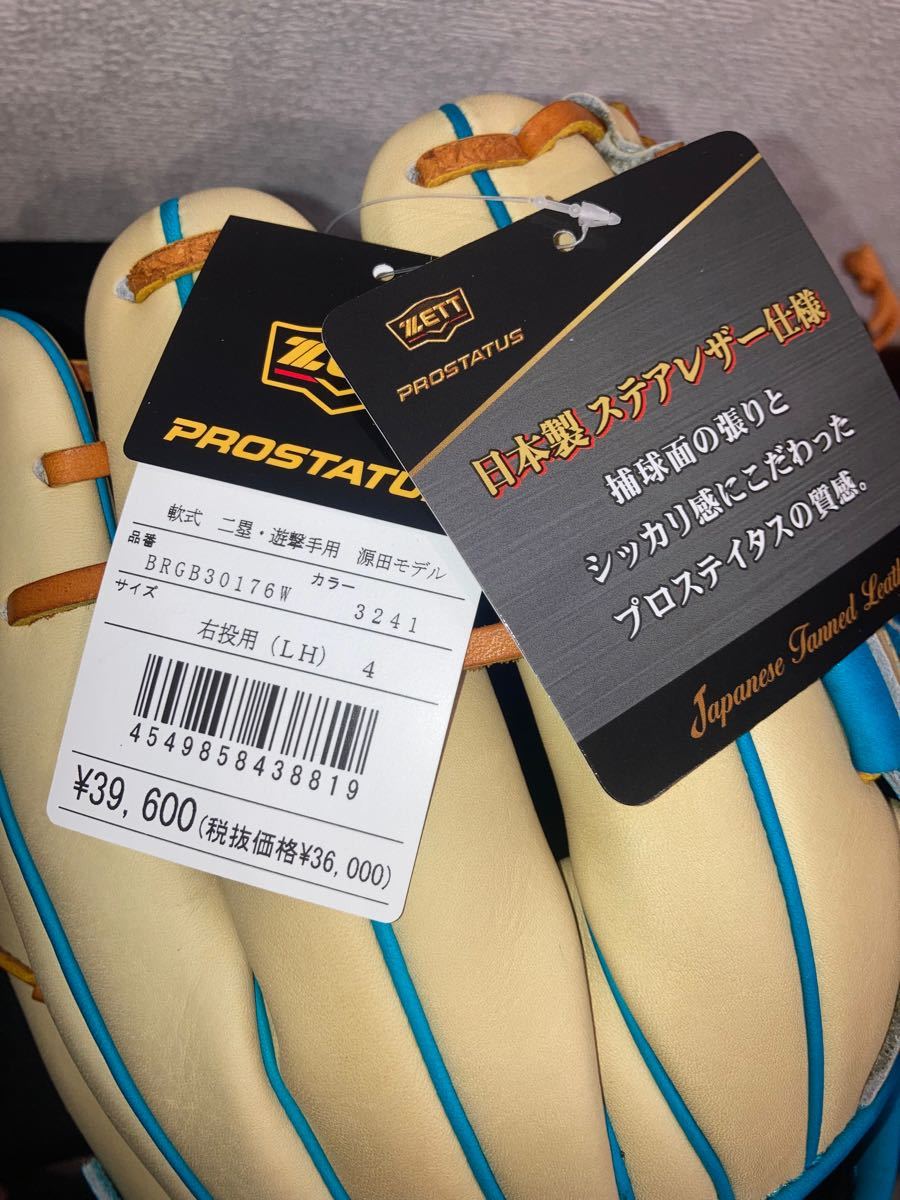 ZETT
PROSTATUS
軟式 二塁・遊撃手用 源田モデル
品番
BRGB30176W
カラー
3241
サイズ
右投用(LH) 4
4549858438819
¥39,600(税抜価格¥36,000)
ZETT
PROSTATUS
日本製 ステアレザー仕様
捕球面の張りと
シッカリ感にこだわった
プロステイタスの質感。
Japanese Tanned